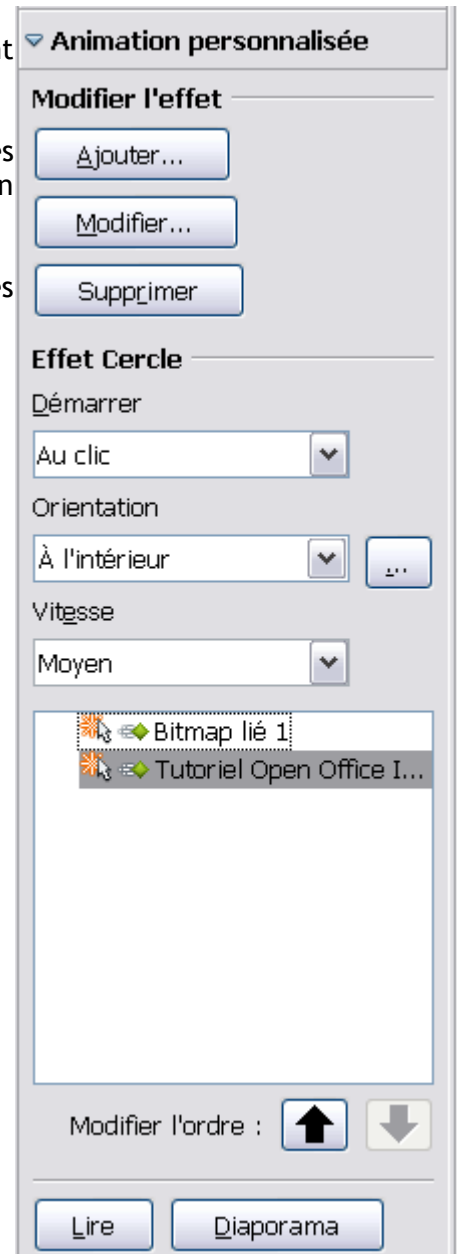 Animation personnalisée
Modifier l'effet
Ajouter...
Modifier...
Supprimer
Effet Cercle
Démarrer
Au clic
Orientation
À l'intérieur
...
Vitesse
Moyen
Bitmap lié 1
Tutoriel Open Office I...
Modifier l'ordre :
Lire
Diaporama